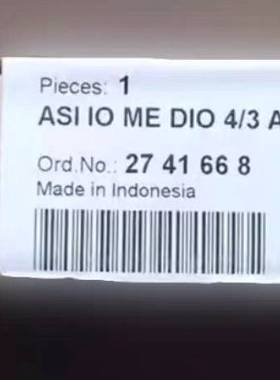 Pieces: 1
ASI IO ME DIO 4/3 A
Ord.No.: 27 41 66 8
Made in Indonesia